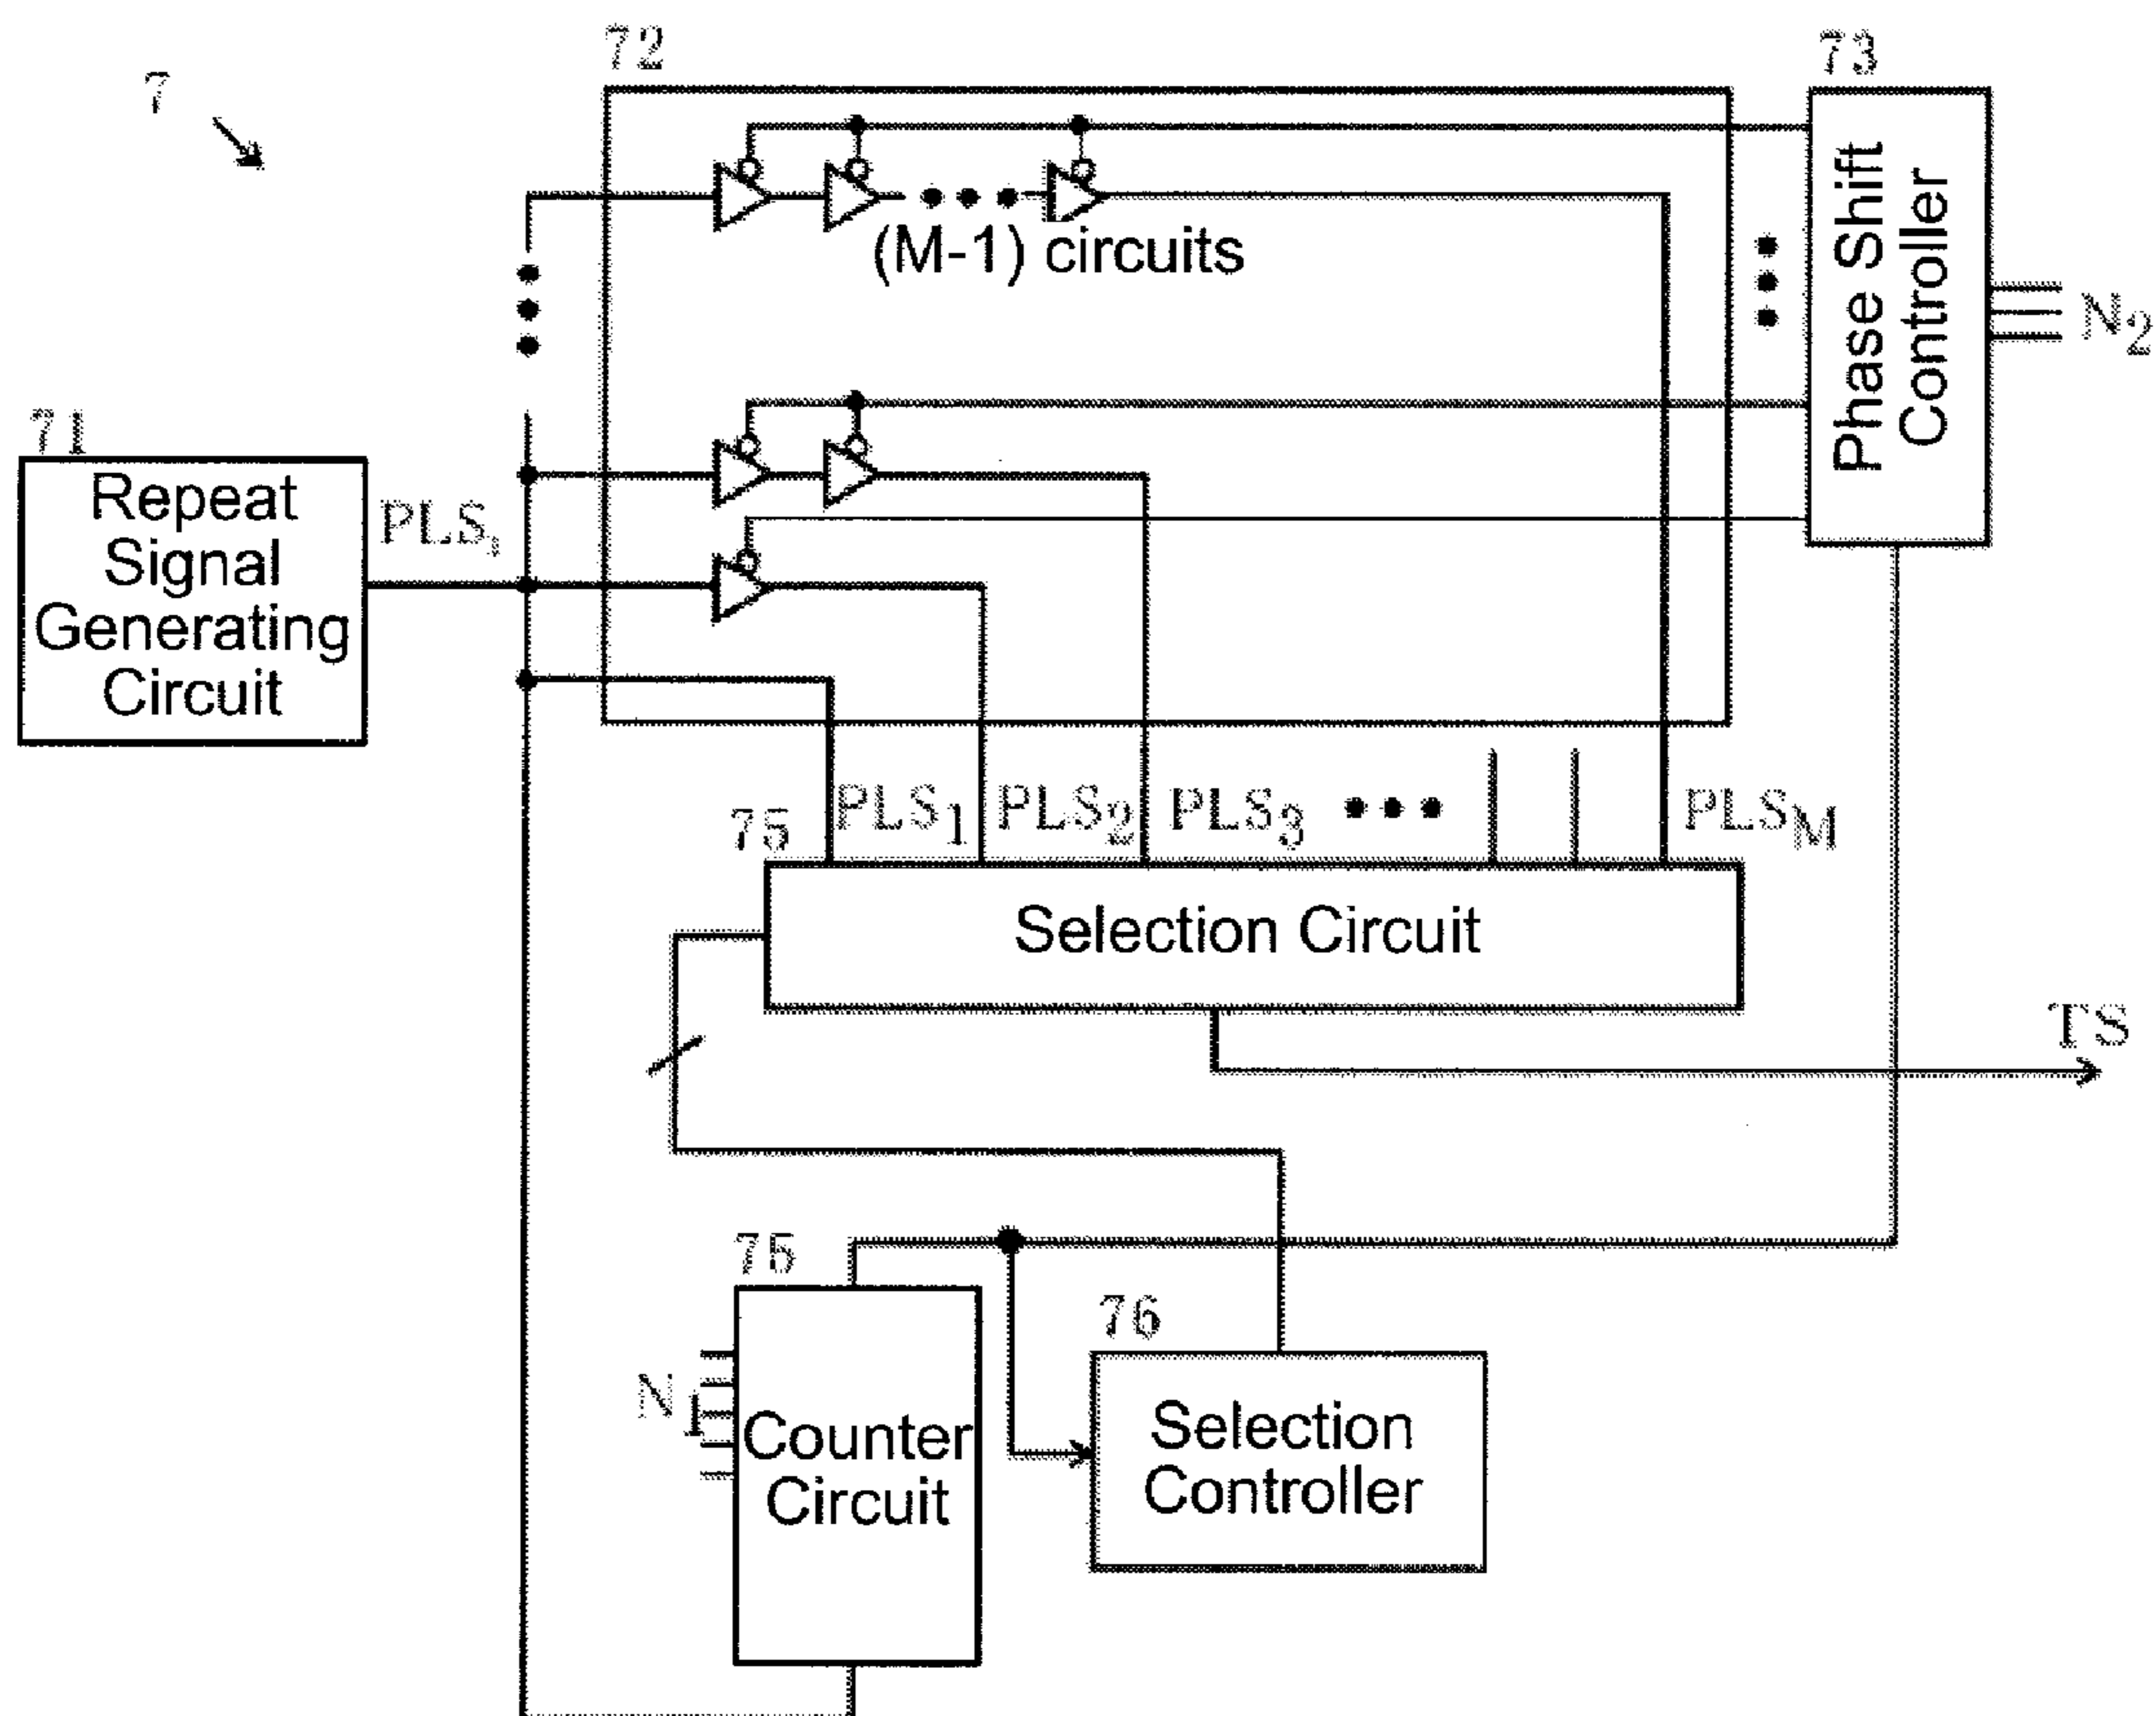 72
73
7
(M-1) circuits
Phase Shift
Controller
N2
71
Repeat
Signal
Generating
Circuit
PLS
PLS1
PLS2
PLS3
PLSM
75
Selection Circuit
TS
75
76
N1
Counter
Circuit
Selection
Controller